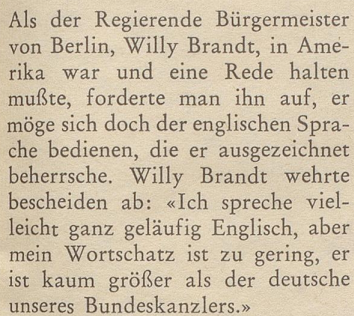 Als der Regierende Bürgermeister
von Berlin, Willy Brandt, in Ame-
rika war und eine Rede halten
mußte, forderte man ihn auf, er
möge sich doch der englischen Spra-
che bedienen, die er ausgezeichnet
beherrsche. Willy Brandt wehrte
bescheiden ab: «Ich spreche viel-
leicht ganz geläufig Englisch, aber
mein Wortschatz ist zu gering, er
ist kaum größer als der deutsche
unseres Bundeskanzlers.»